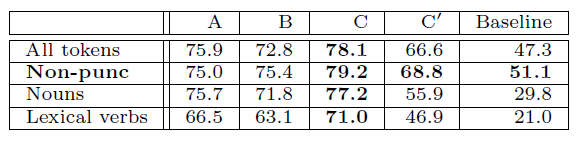 A B C C′ Baseline
All tokens 75.9 72.8 78.1 66.6 47.3
Non-punc 75.0 75.4 79.2 68.8 51.1
Nouns 75.7 71.8 77.2 55.9 29.8
Lexical verbs 66.5 63.1 71.0 46.9 21.0